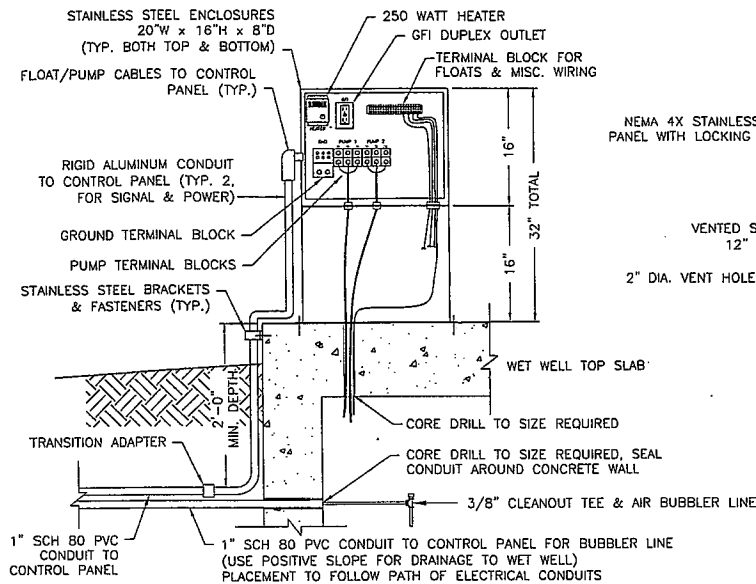 STAINLESS STEEL ENCLOSURES
20"W x 16"H x 8"D
(TYP. BOTH TOP & BOTTOM)
FLOAT/PUMP CABLES TO CONTROL
PANEL (TYP.)
RIGID ALUMINUM CONDUIT
TO CONTROL PANEL (TYP. 2,
FOR SIGNAL & POWER)
GROUND TERMINAL BLOCK
PUMP TERMINAL BLOCKS
STAINLESS STEEL BRACKETS
& FASTENERS (TYP.)
250 WATT HEATER
GFI DUPLEX OUTLET
TERMINAL BLOCK FOR
FLOATS & MISC. WIRING
GFI
HEATER
GND
PUMP 1
PUMP 2
16"
32" TOTAL
16"
NEMA 4X STAINLESS
PANEL WITH LOCKING
VENTED S
12"
2" DIA. VENT HOLE
WET WELL TOP SLAB
2'-0"
MIN. DEPTH
CORE DRILL TO SIZE REQUIRED
TRANSITION ADAPTER
CORE DRILL TO SIZE REQUIRED, SEAL
CONDUIT AROUND CONCRETE WALL
3/8" CLEANOUT TEE & AIR BUBBLER LINE
1" SCH 80 PVC
CONDUIT TO
CONTROL PANEL
1" SCH 80 PVC CONDUIT TO CONTROL PANEL FOR BUBBLER LINE
(USE POSITIVE SLOPE FOR DRAINAGE TO WET WELL)
PLACEMENT TO FOLLOW PATH OF ELECTRICAL CONDUITS